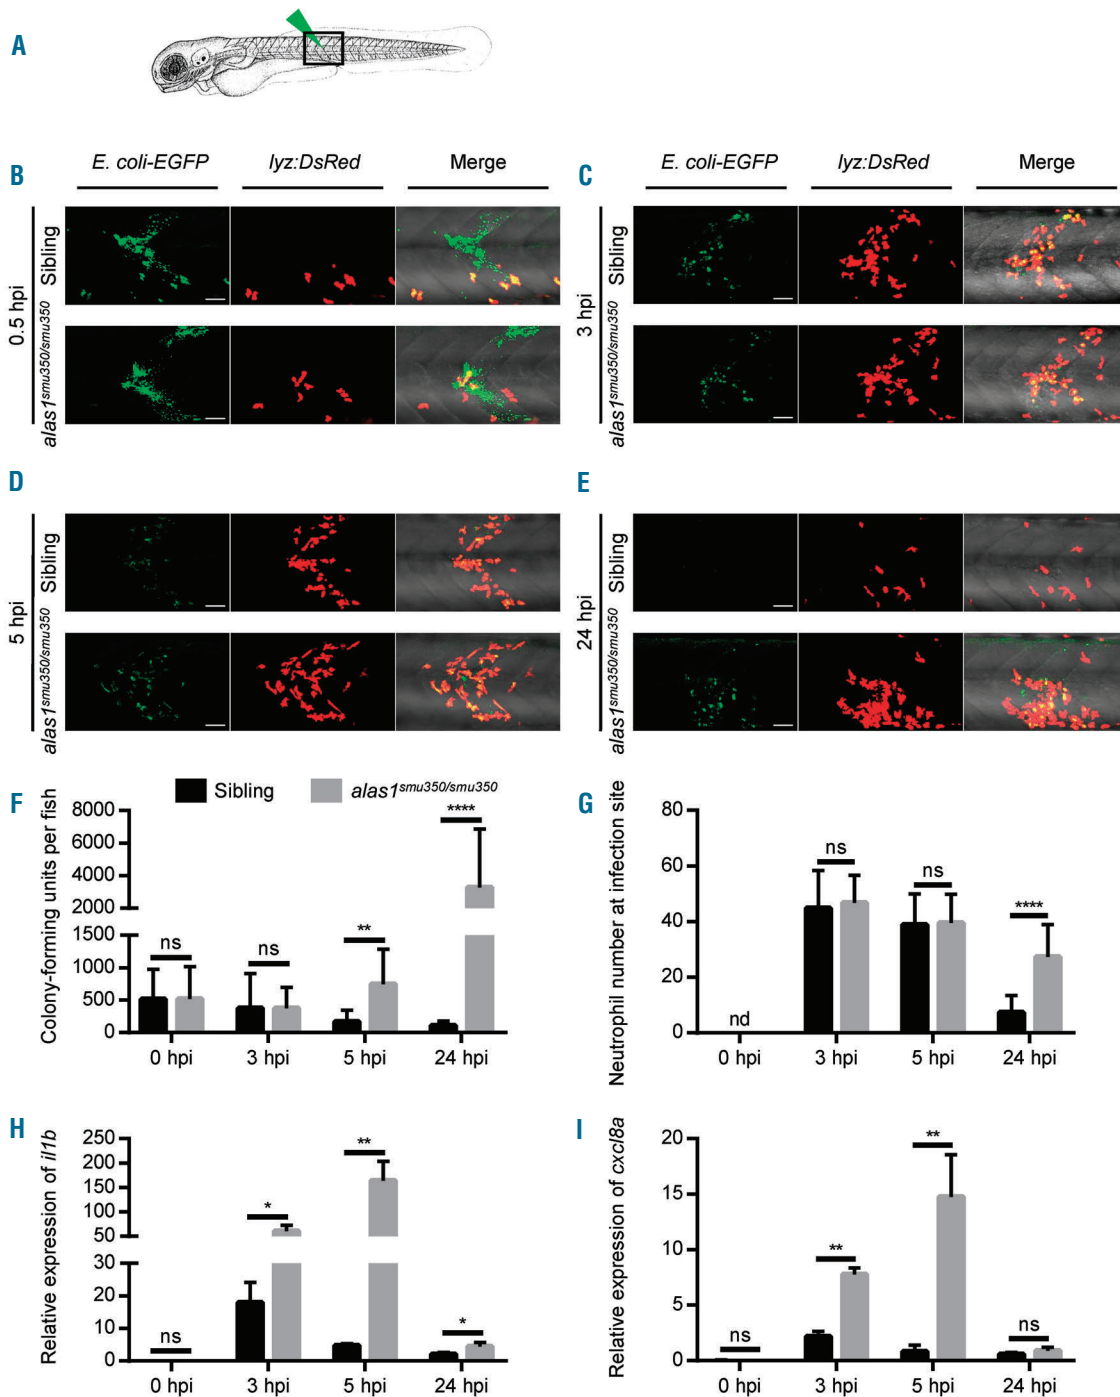 A
B
E. coli-EGFP lyz:DsRed Merge
0.5 hpi
Sibling
alas1smu350/smu350
C
E. coli-EGFP lyz:DsRed Merge
3 hpi
Sibling
alas1smu350/smu350
D
5 hpi
Sibling
alas1smu350/smu350
E
24 hpi
Sibling
alas1smu350/smu350
Sibling alas1smu350/smu350
F
Colony-forming units per fish
8000
6000
4000
2000
1500
1000
500
0
ns ns ** ****
0 hpi 3 hpi 5 hpi 24 hpi
G
Neutrophil number at infection site
80
60
40
20
0
nd ns ns ****
0 hpi 3 hpi 5 hpi 24 hpi
H
Relative expression of il1b
250
200
150
100
50
30
20
10
0
ns * ** *
0 hpi 3 hpi 5 hpi 24 hpi
I
Relative expression of cxcl8a
20
15
10
5
0
ns ** ** ns
0 hpi 3 hpi 5 hpi 24 hpi